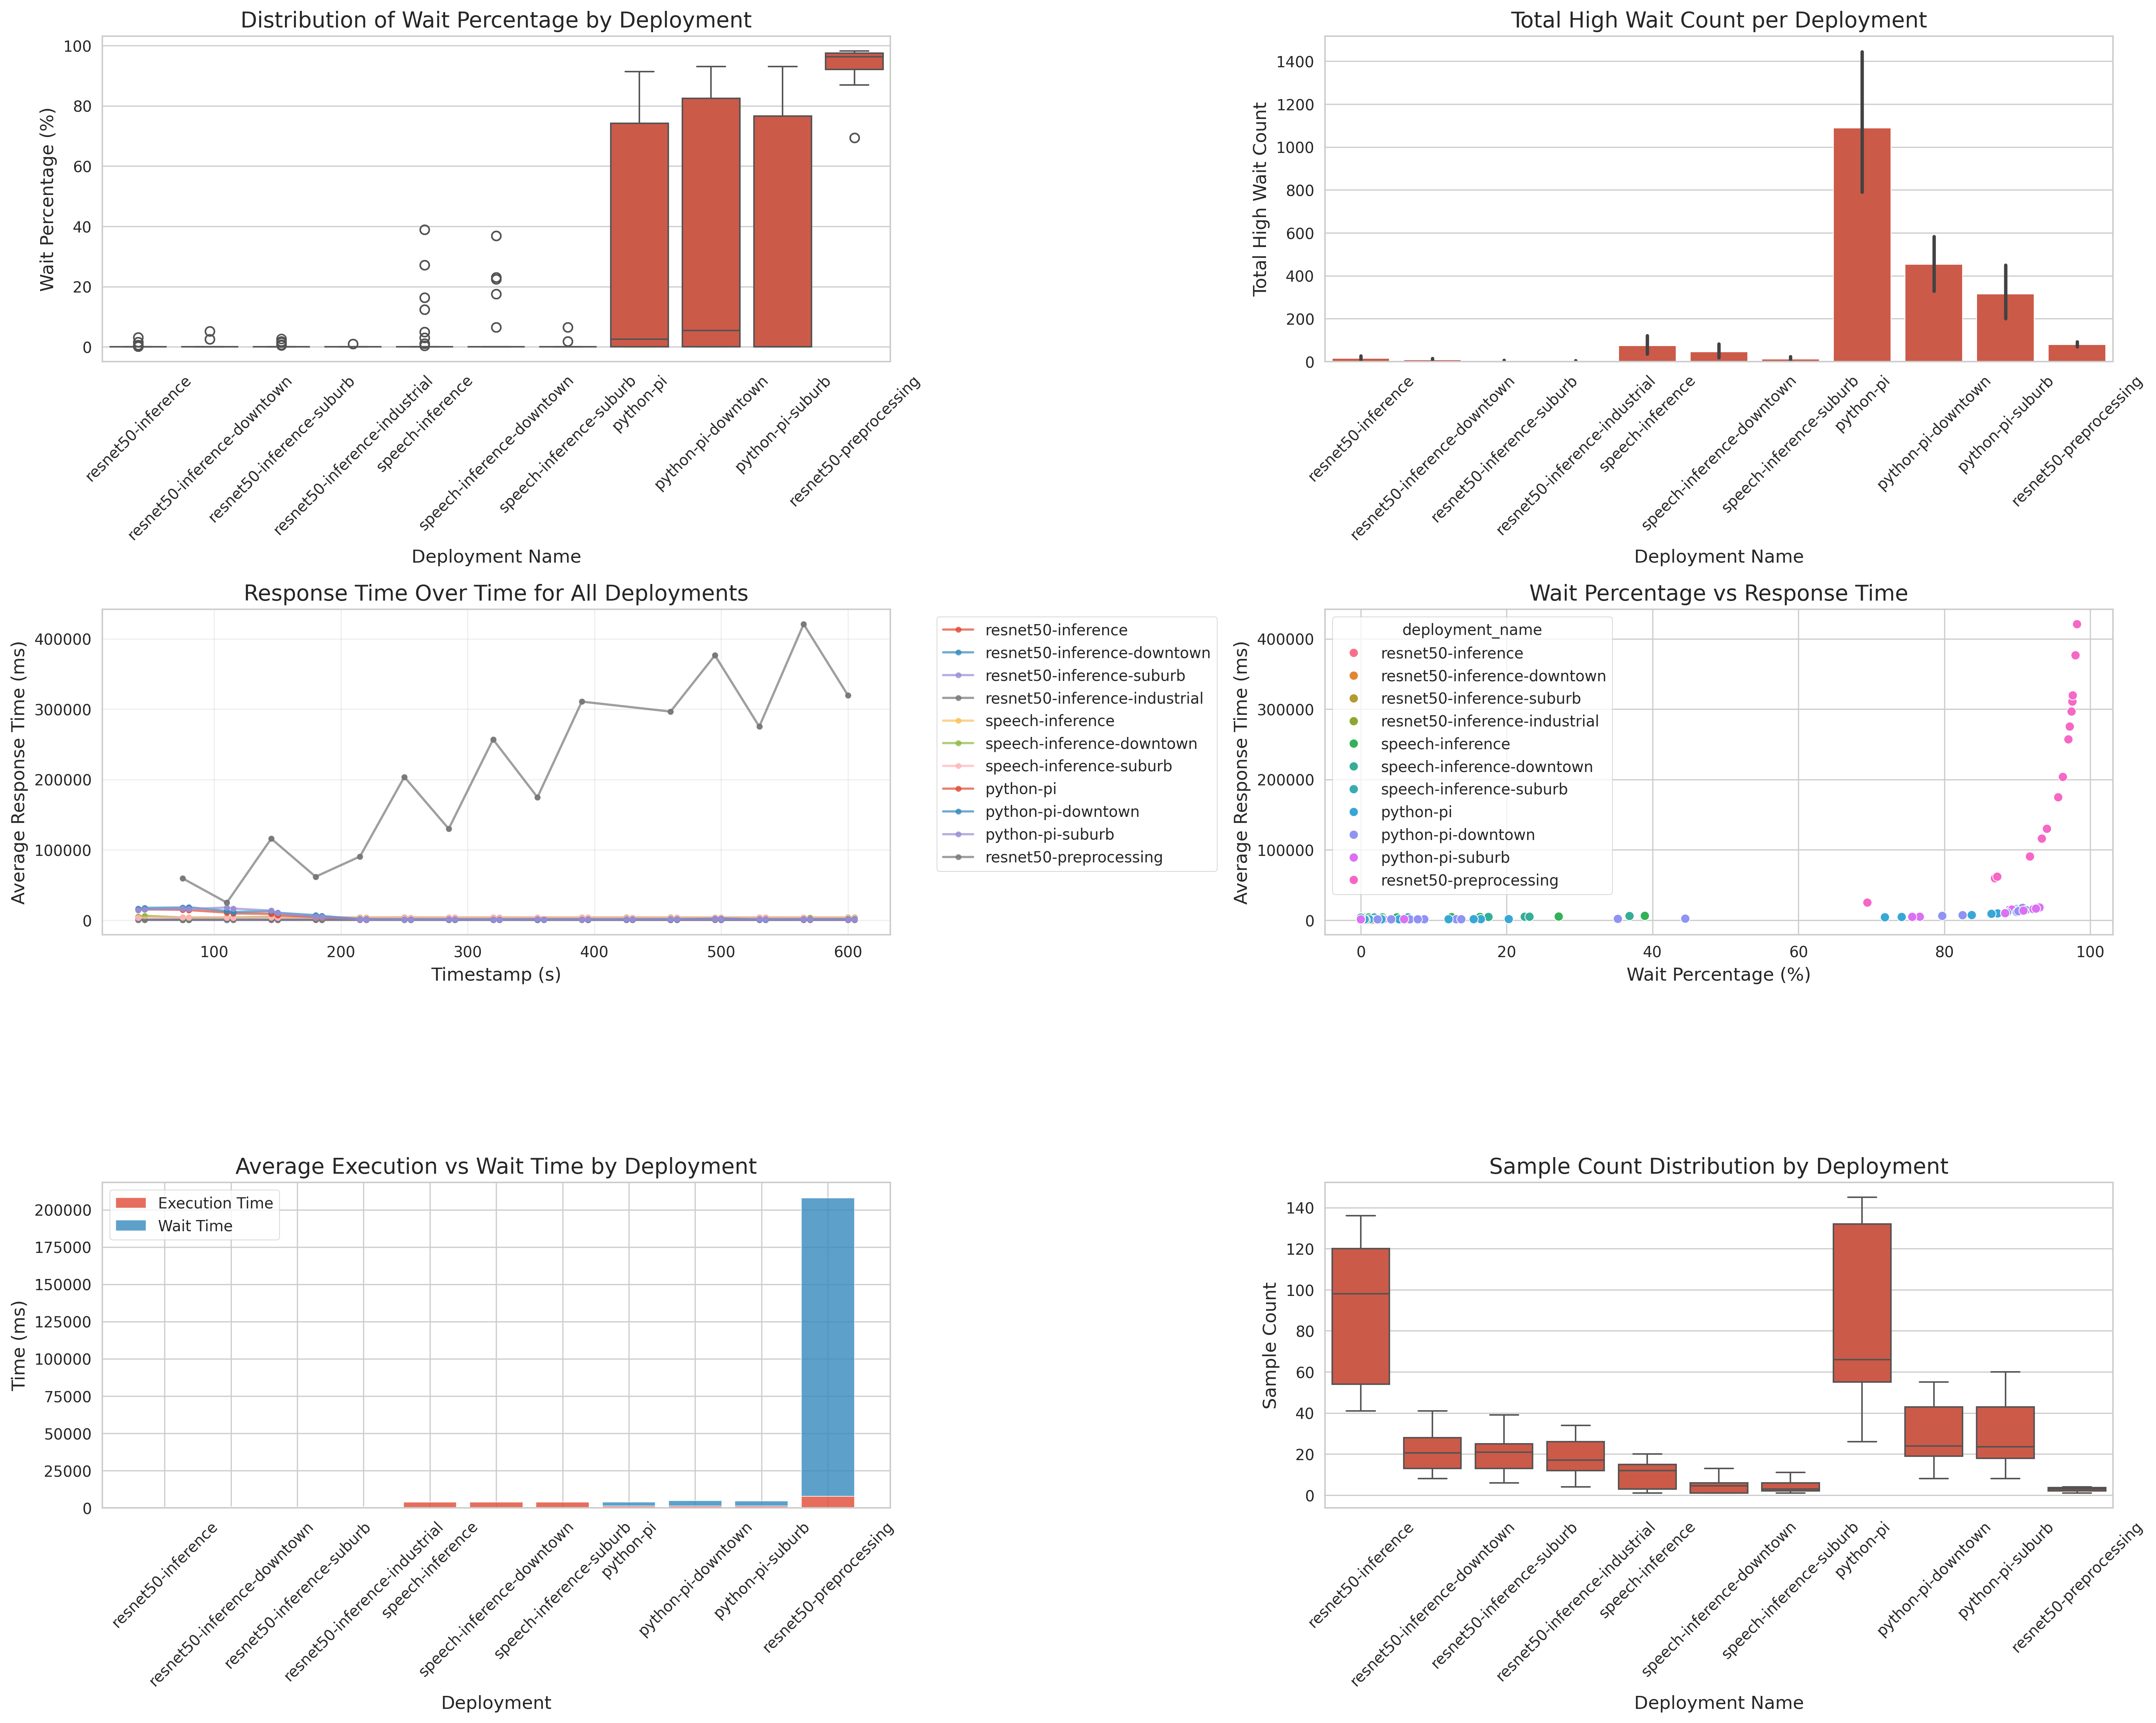 Distribution of Wait Percentage by Deployment
Wait Percentage (%)
100
80
60
40
20
0
resnet50-inference
resnet50-inference-downtown
resnet50-inference-suburb
resnet50-inference-industrial
speech-inference
speech-inference-downtown
speech-inference-suburb
python-pi
python-pi-downtown
python-pi-suburb
resnet50-preprocessing
Deployment Name
Total High Wait Count per Deployment
Total High Wait Count
1400
1200
1000
800
600
400
200
0
resnet50-inference
resnet50-inference-downtown
resnet50-inference-suburb
resnet50-inference-industrial
speech-inference
speech-inference-downtown
speech-inference-suburb
python-pi
python-pi-downtown
python-pi-suburb
resnet50-preprocessing
Deployment Name
Response Time Over Time for All Deployments
Average Response Time (ms)
400000
300000
200000
100000
0
100
200
300
400
500
600
Timestamp (s)
resnet50-inference
resnet50-inference-downtown
resnet50-inference-suburb
resnet50-inference-industrial
speech-inference
speech-inference-downtown
speech-inference-suburb
python-pi
python-pi-downtown
python-pi-suburb
resnet50-preprocessing
Wait Percentage vs Response Time
Average Response Time (ms)
400000
300000
200000
100000
0
deployment_name
resnet50-inference
resnet50-inference-downtown
resnet50-inference-suburb
resnet50-inference-industrial
speech-inference
speech-inference-downtown
speech-inference-suburb
python-pi
python-pi-downtown
python-pi-suburb
resnet50-preprocessing
0
20
40
60
80
100
Wait Percentage (%)
Average Execution vs Wait Time by Deployment
Time (ms)
200000
175000
150000
125000
100000
75000
50000
25000
0
Execution Time
Wait Time
resnet50-inference
resnet50-inference-downtown
resnet50-inference-suburb
resnet50-inference-industrial
speech-inference
speech-inference-downtown
speech-inference-suburb
python-pi
python-pi-downtown
python-pi-suburb
resnet50-preprocessing
Deployment
Sample Count Distribution by Deployment
Sample Count
140
120
100
80
60
40
20
0
resnet50-inference
resnet50-inference-downtown
resnet50-inference-suburb
resnet50-inference-industrial
speech-inference
speech-inference-downtown
speech-inference-suburb
python-pi
python-pi-downtown
python-pi-suburb
resnet50-preprocessing
Deployment Name